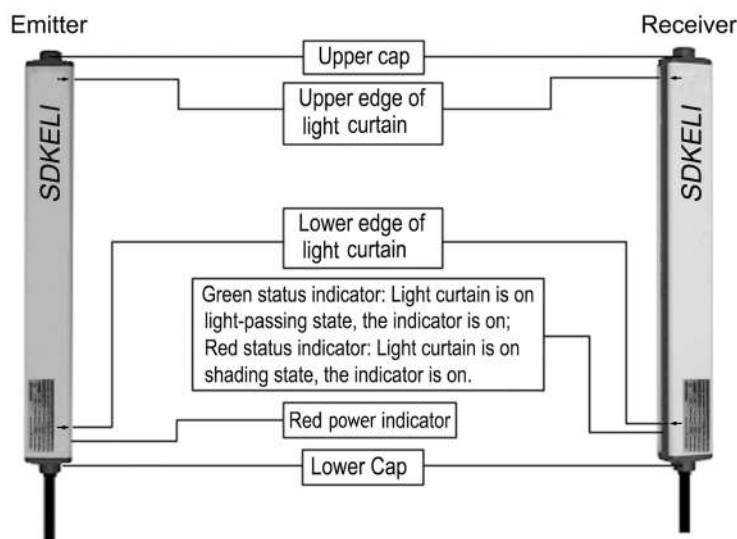 Emitter
Receiver
Upper cap
Upper edge of
light curtain
SDKELI
SDKELI
Lower edge of
light curtain
Green status indicator: Light curtain is on
light-passing state, the indicator is on;
Red status indicator: Light curtain is on
shading state, the indicator is on.
Red power indicator
Lower Cap